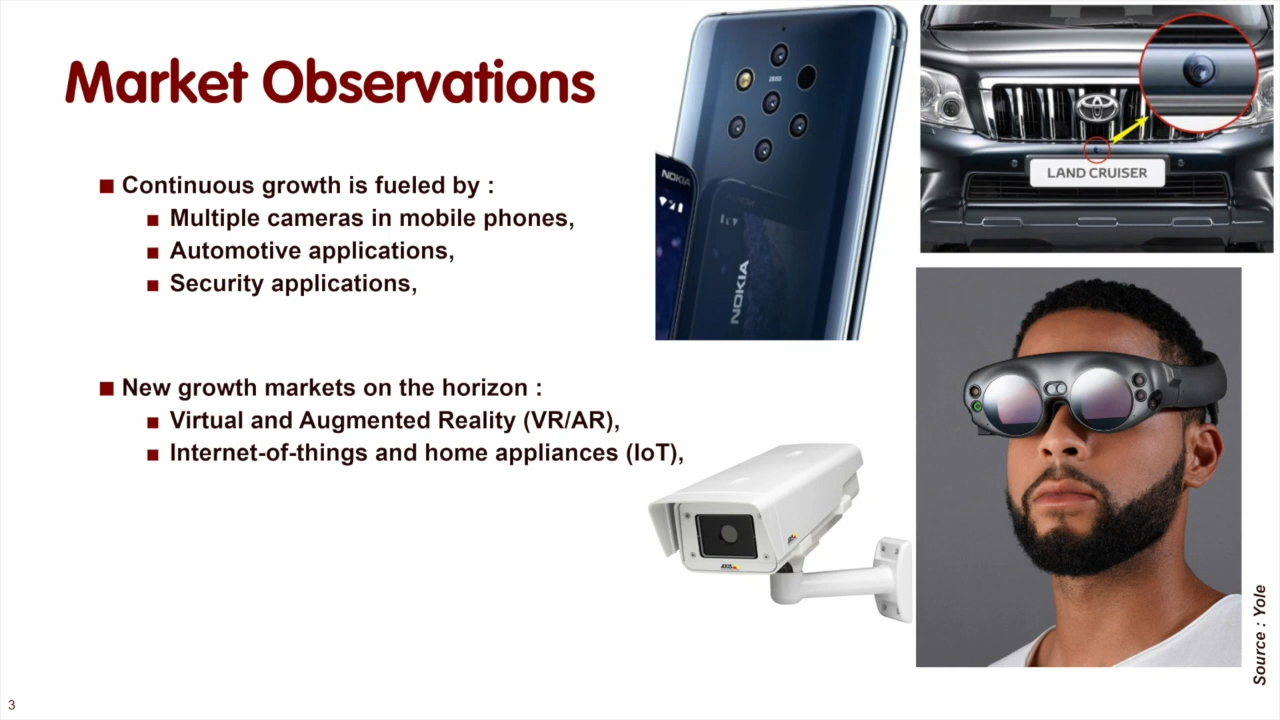 Market Observations
Continuous growth is fueled by :
Multiple cameras in mobile phones,
Automotive applications,
Security applications,
New growth markets on the horizon :
Virtual and Augmented Reality (VR/AR),
Internet-of-things and home appliances (IoT),
ZEISS
NOKIA
NOKIA
LAND CRUISER
AXIS
AXIS
Source : Yole
3